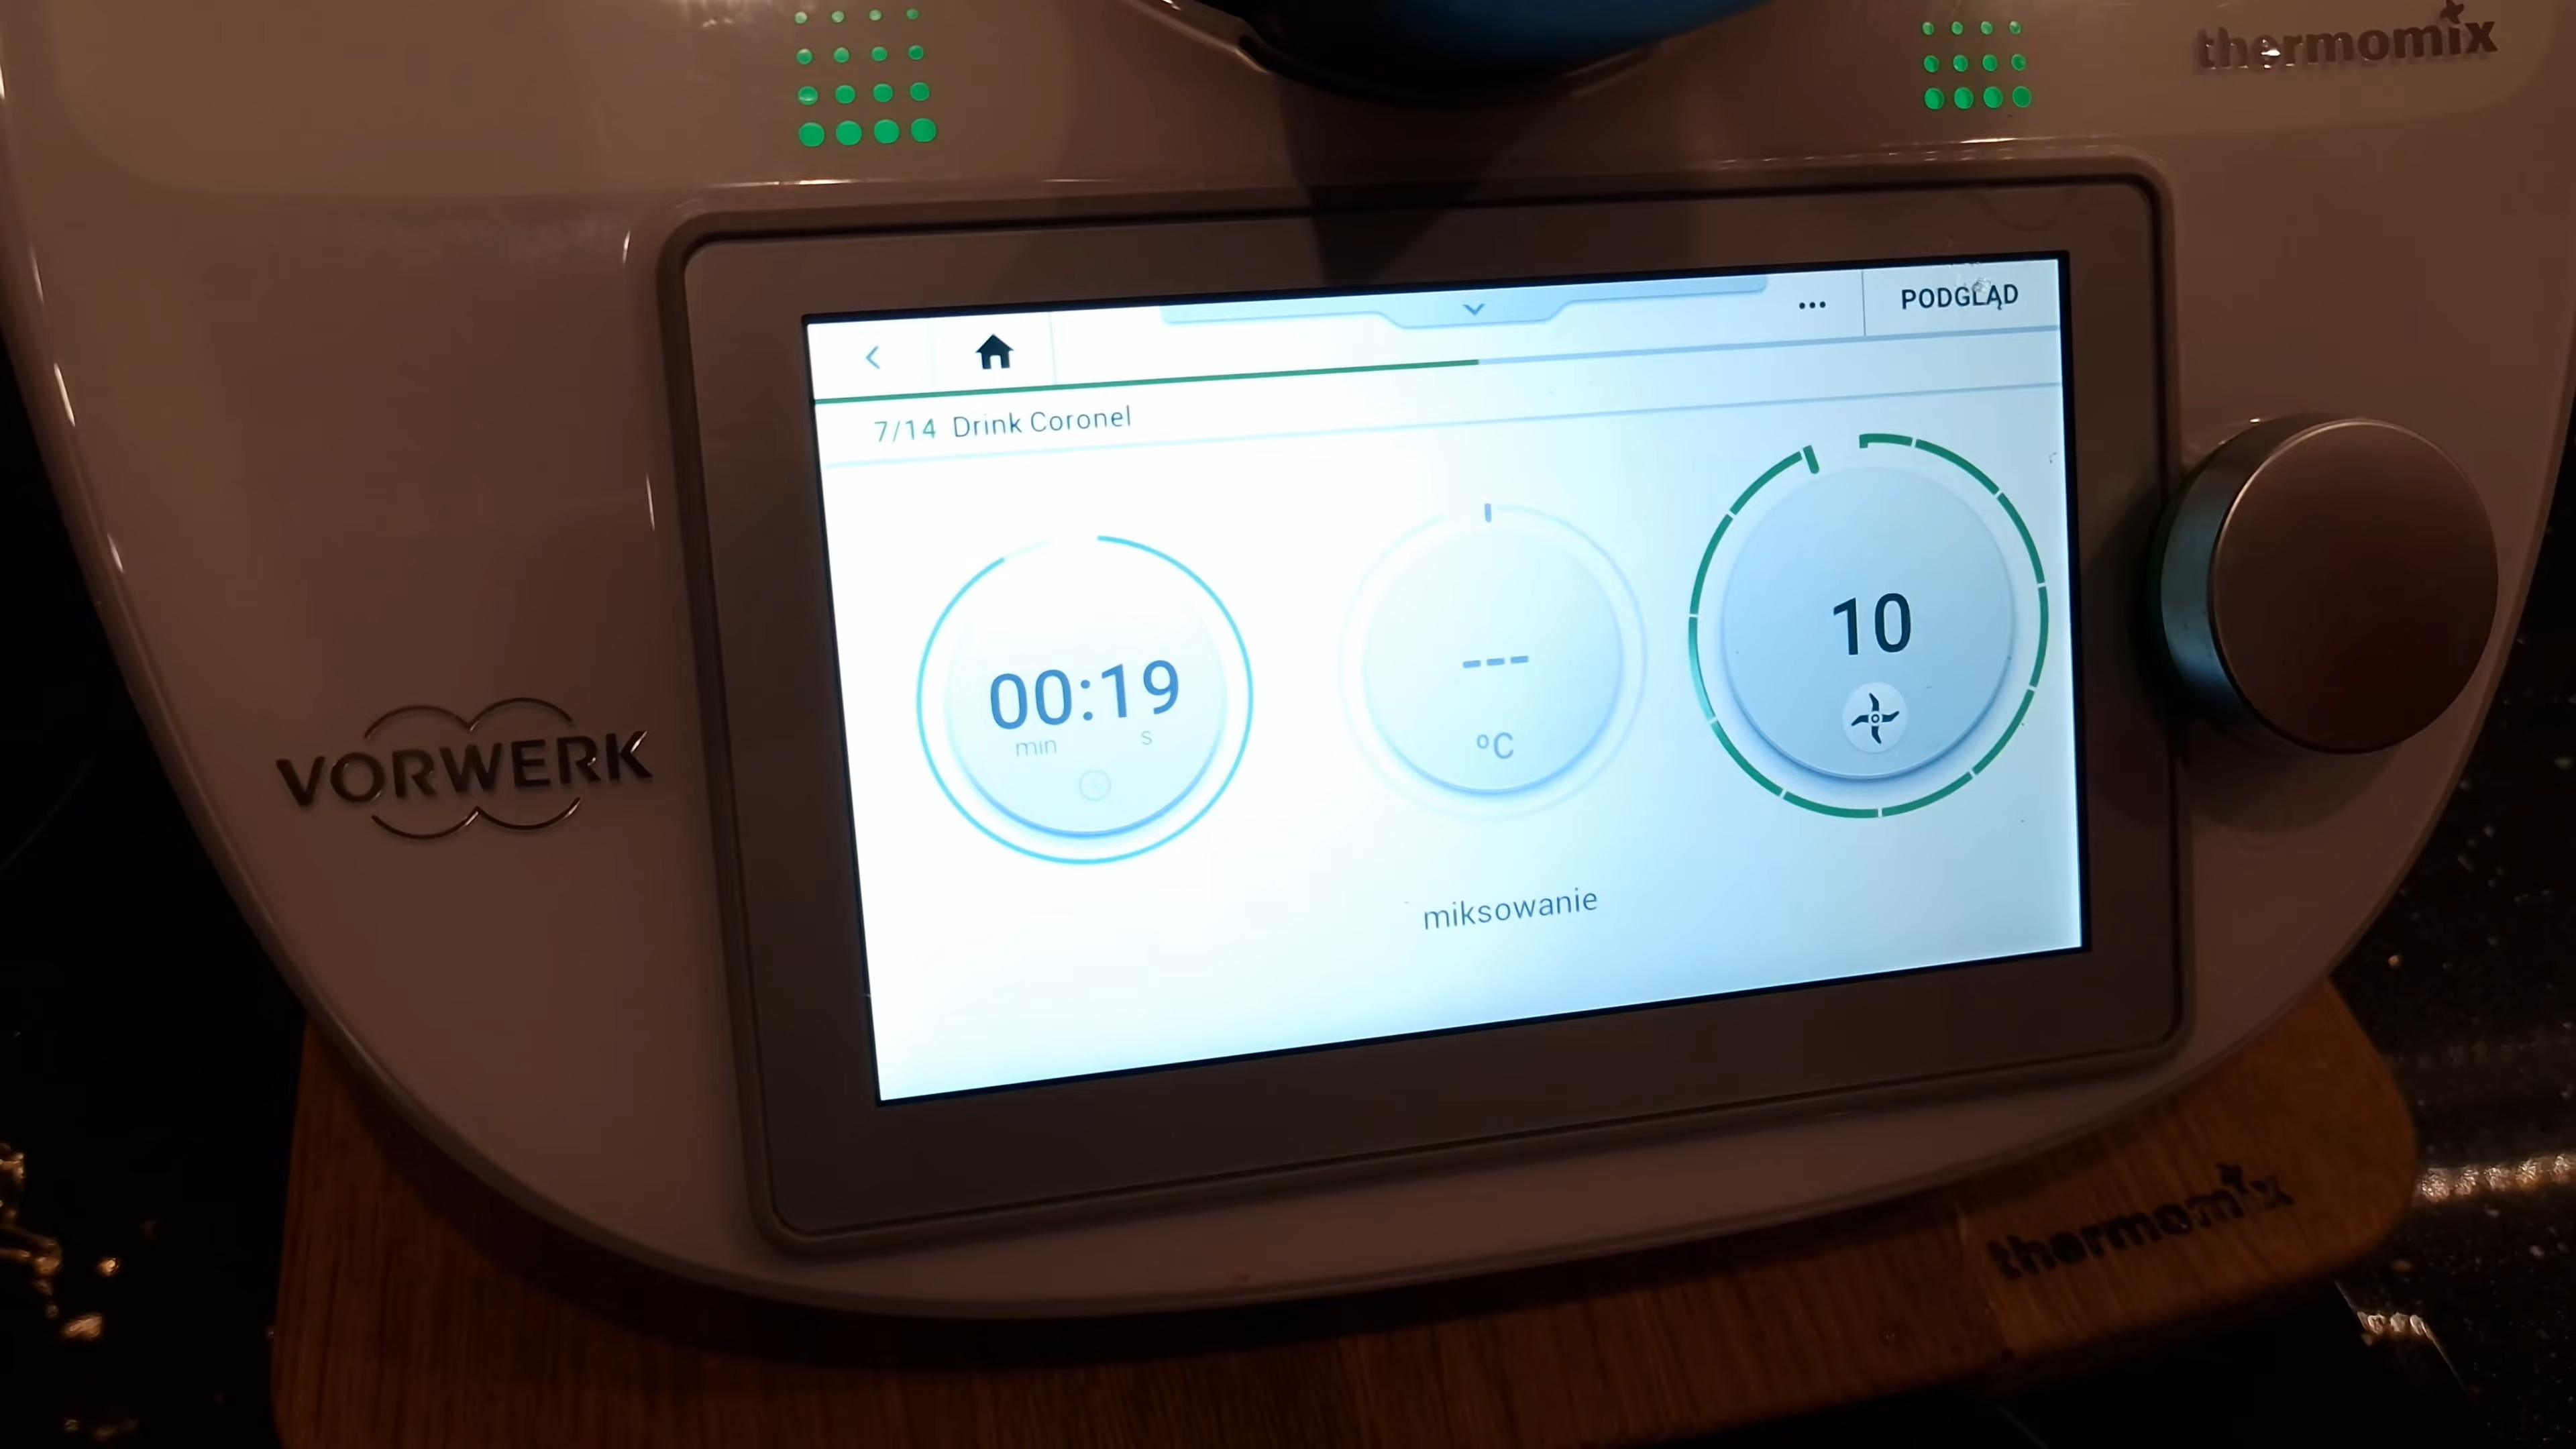 thermomix
PODGLĄD
7/14 Drink Coronel
00:19
min s
---
°C
10
miksowanie
VORWERK
thermomix